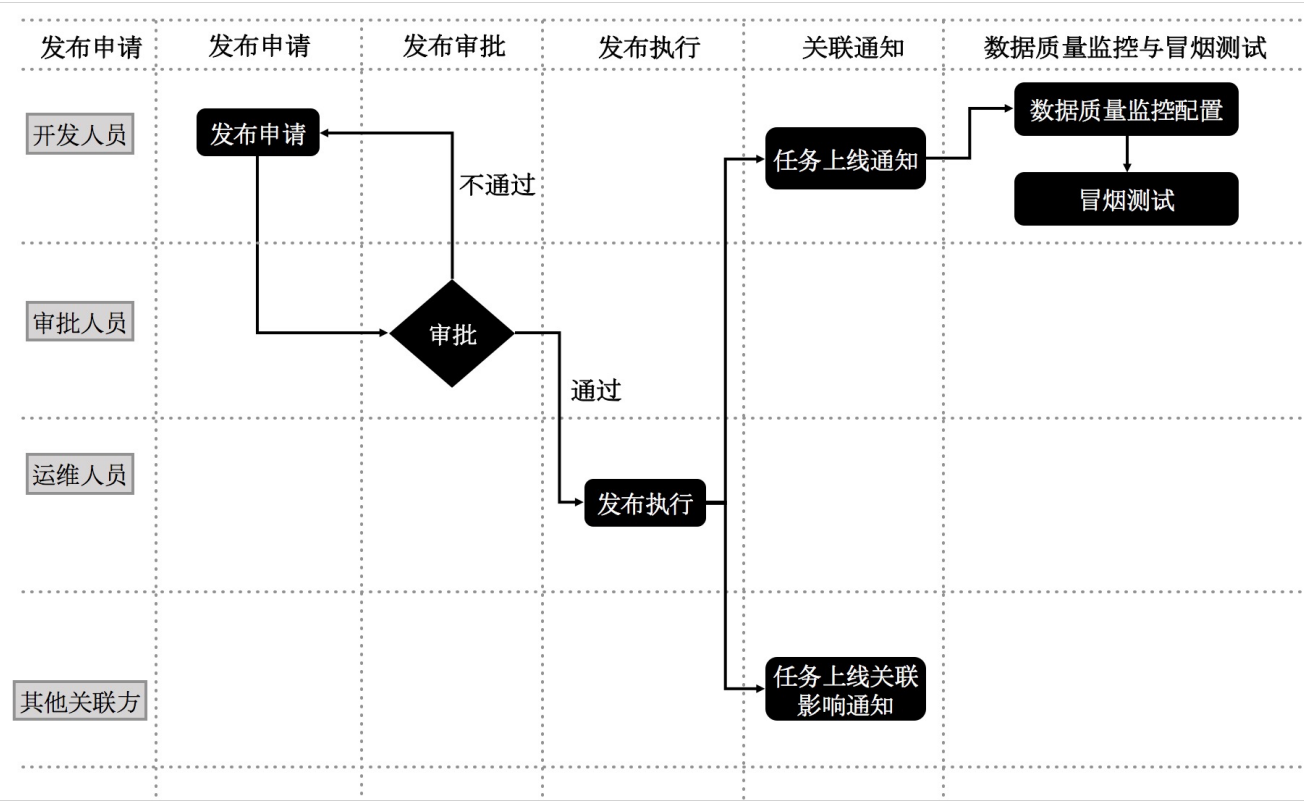 发布申请
发布申请
发布审批
发布执行
关联通知
数据质量监控与冒烟测试
开发人员
发布申请
不通过
任务上线通知
数据质量监控配置
冒烟测试
审批人员
审批
通过
运维人员
发布执行
其他关联方
任务上线关联
影响通知